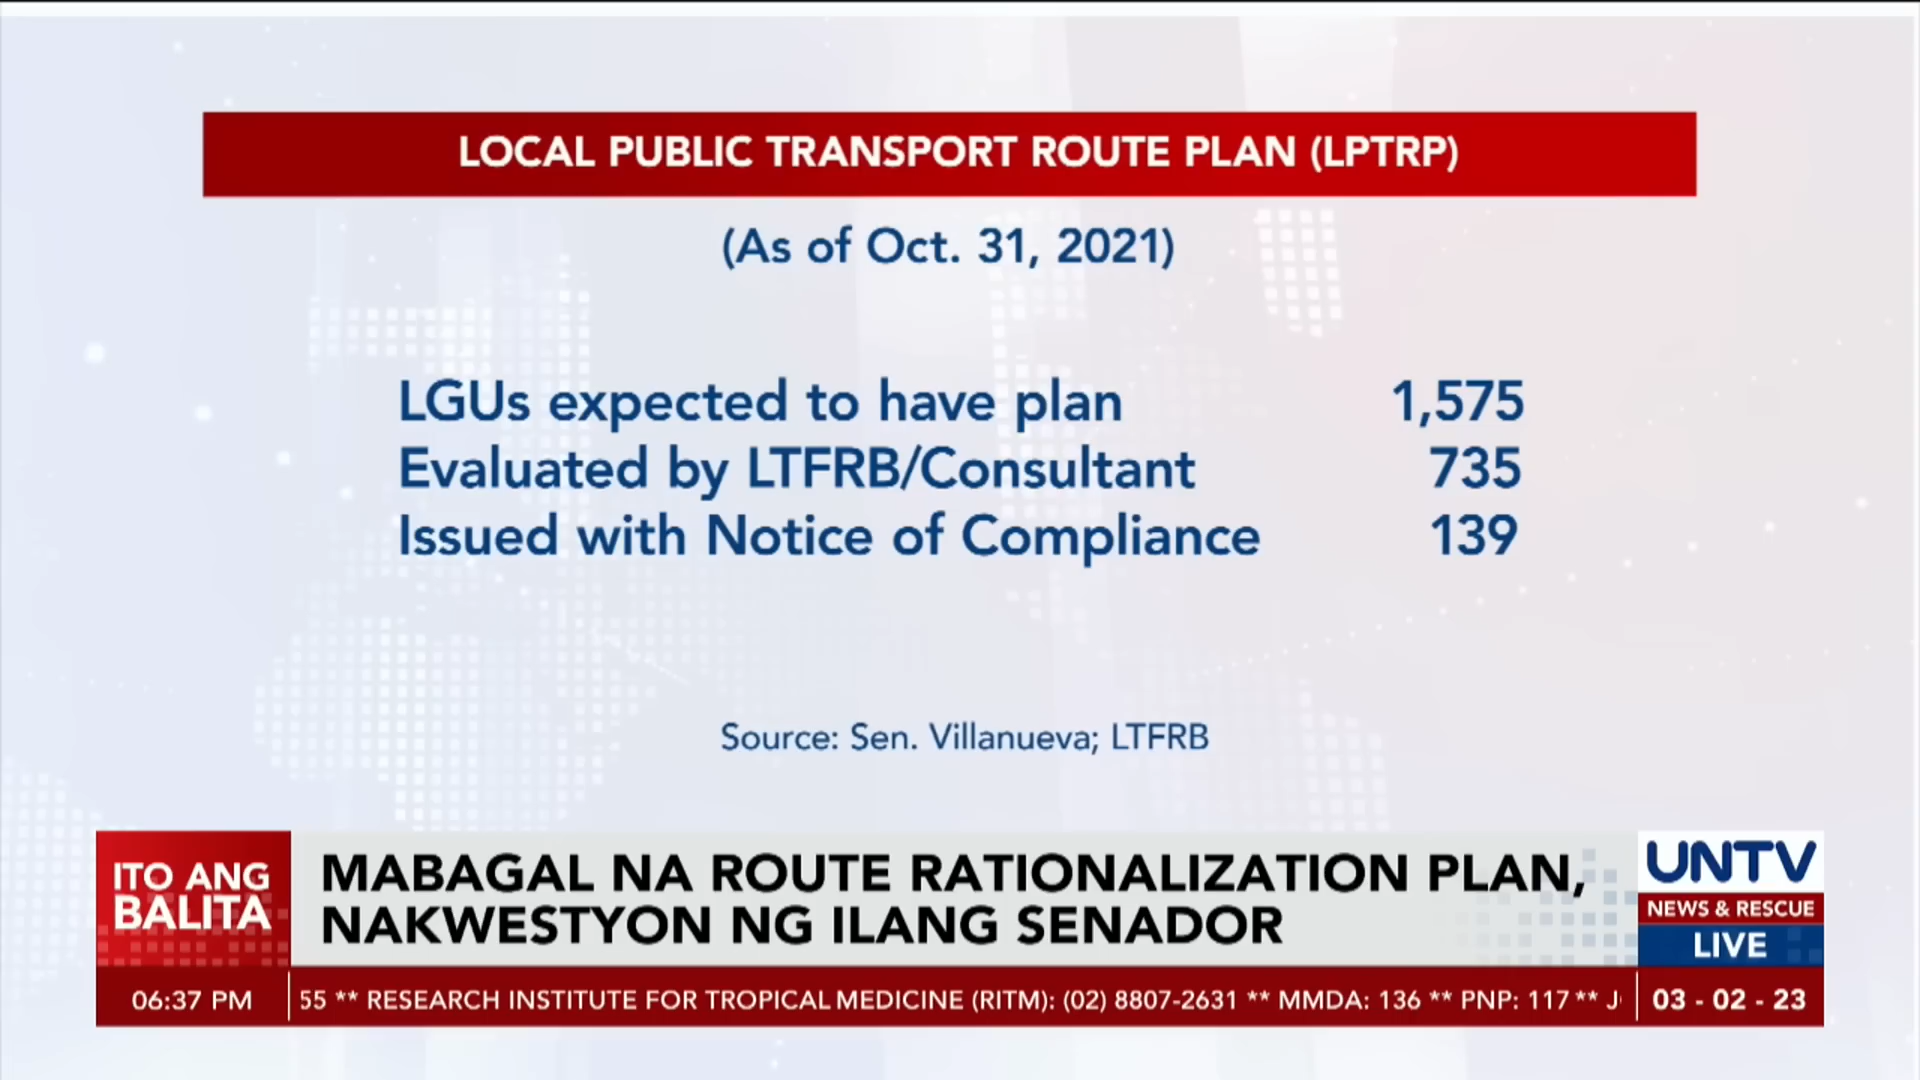 LOCAL PUBLIC TRANSPORT ROUTE PLAN (LPTRP)
(As of Oct. 31, 2021)
LGUs expected to have plan 1,575
Evaluated by LTFRB/Consultant 735
Issued with Notice of Compliance 139
Source: Sen. Villanueva; LTFRB
ITO ANG
BALITA
MABAGAL NA ROUTE RATIONALIZATION PLAN,
NAKWESTYON NG ILANG SENADOR
UNTV
NEWS & RESCUE
LIVE
06:37 PM
55 ** RESEARCH INSTITUTE FOR TROPICAL MEDICINE (RITM): (02) 8807-2631 ** MMDA: 136 ** PNP: 117 ** J
03 - 02 - 23